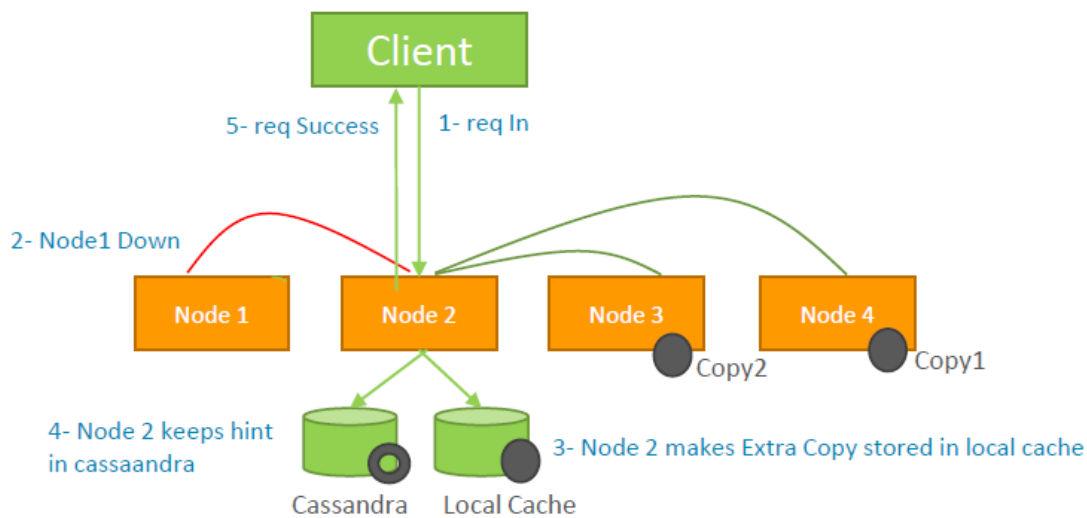 Client
5- req Success
1- req In
2- Node1 Down
Node 1
Node 2
Node 3
Node 4
Copy2
Copy1
4- Node 2 keeps hint
in cassaandra
3- Node 2 makes Extra Copy stored in local cache
Cassandra
Local Cache